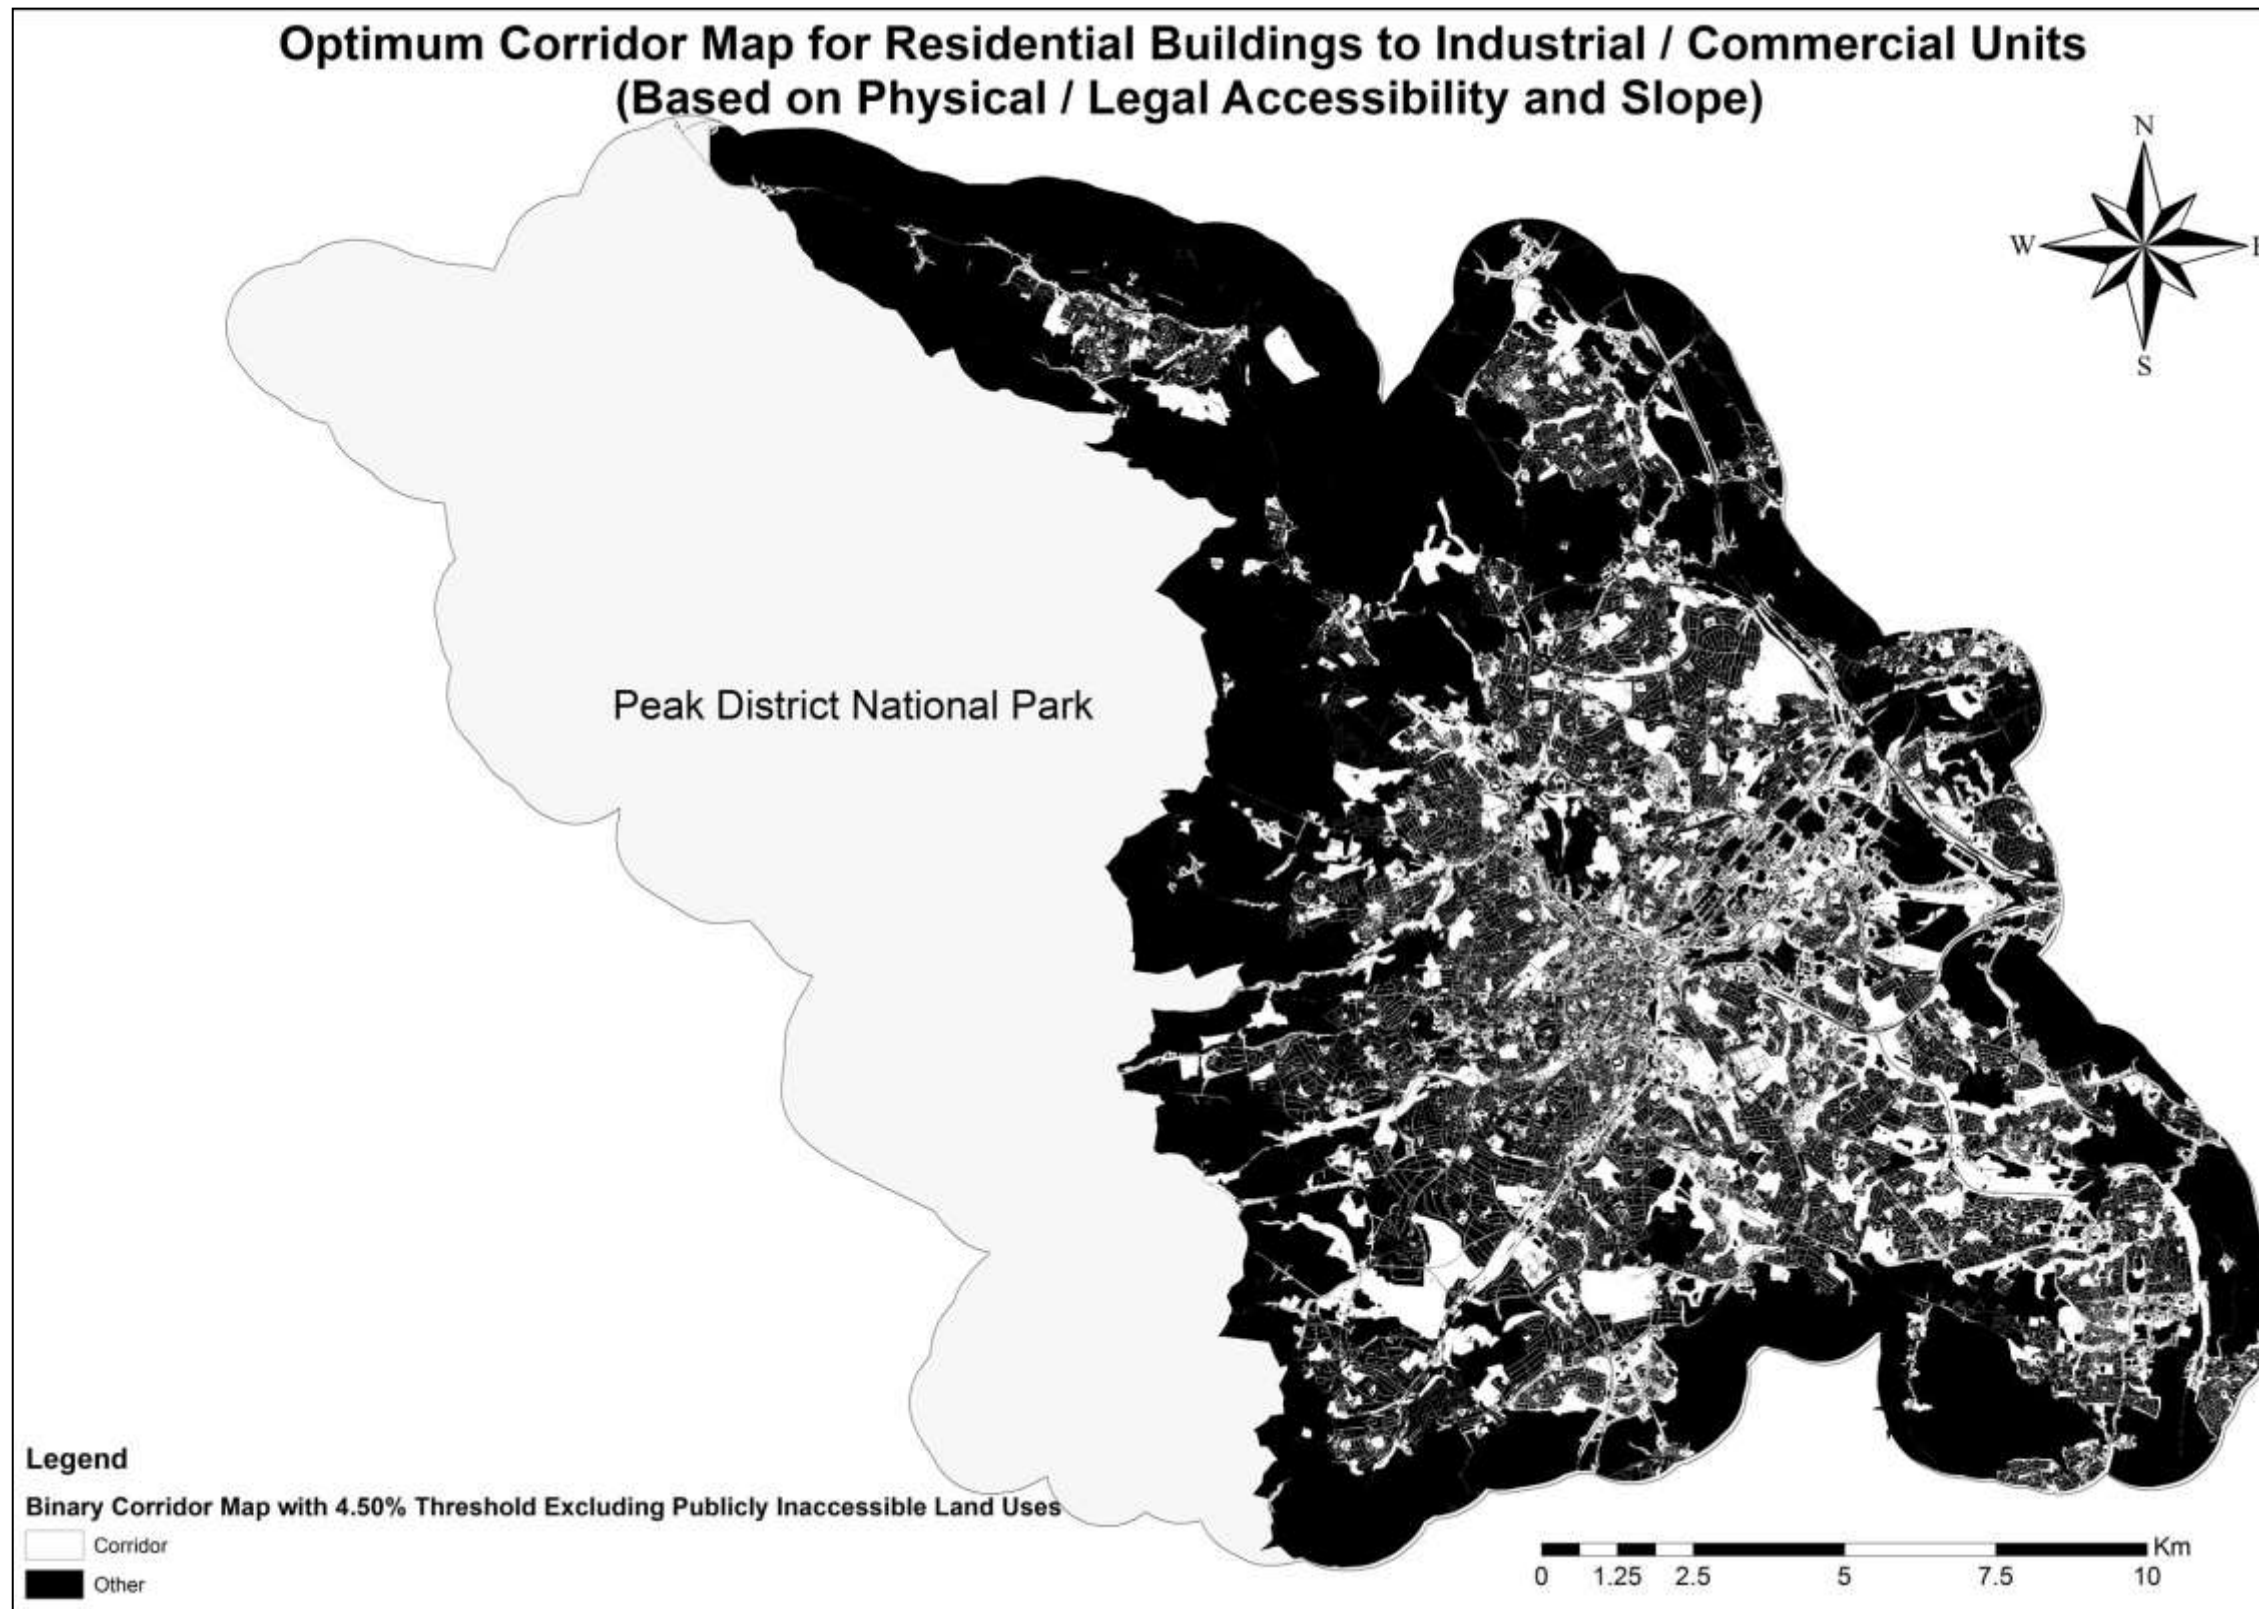 Optimum Corridor Map for Residential Buildings to Industrial / Commercial Units
(Based on Physical / Legal Accessibility and Slope)
N
W
S
Peak District National Park
Legend
Binary Corridor Map with 4.50% Threshold Excluding Publicly Inaccessible Land Uses
Corridor
Other
Km
0 1.25 2.5 5 7.5 10